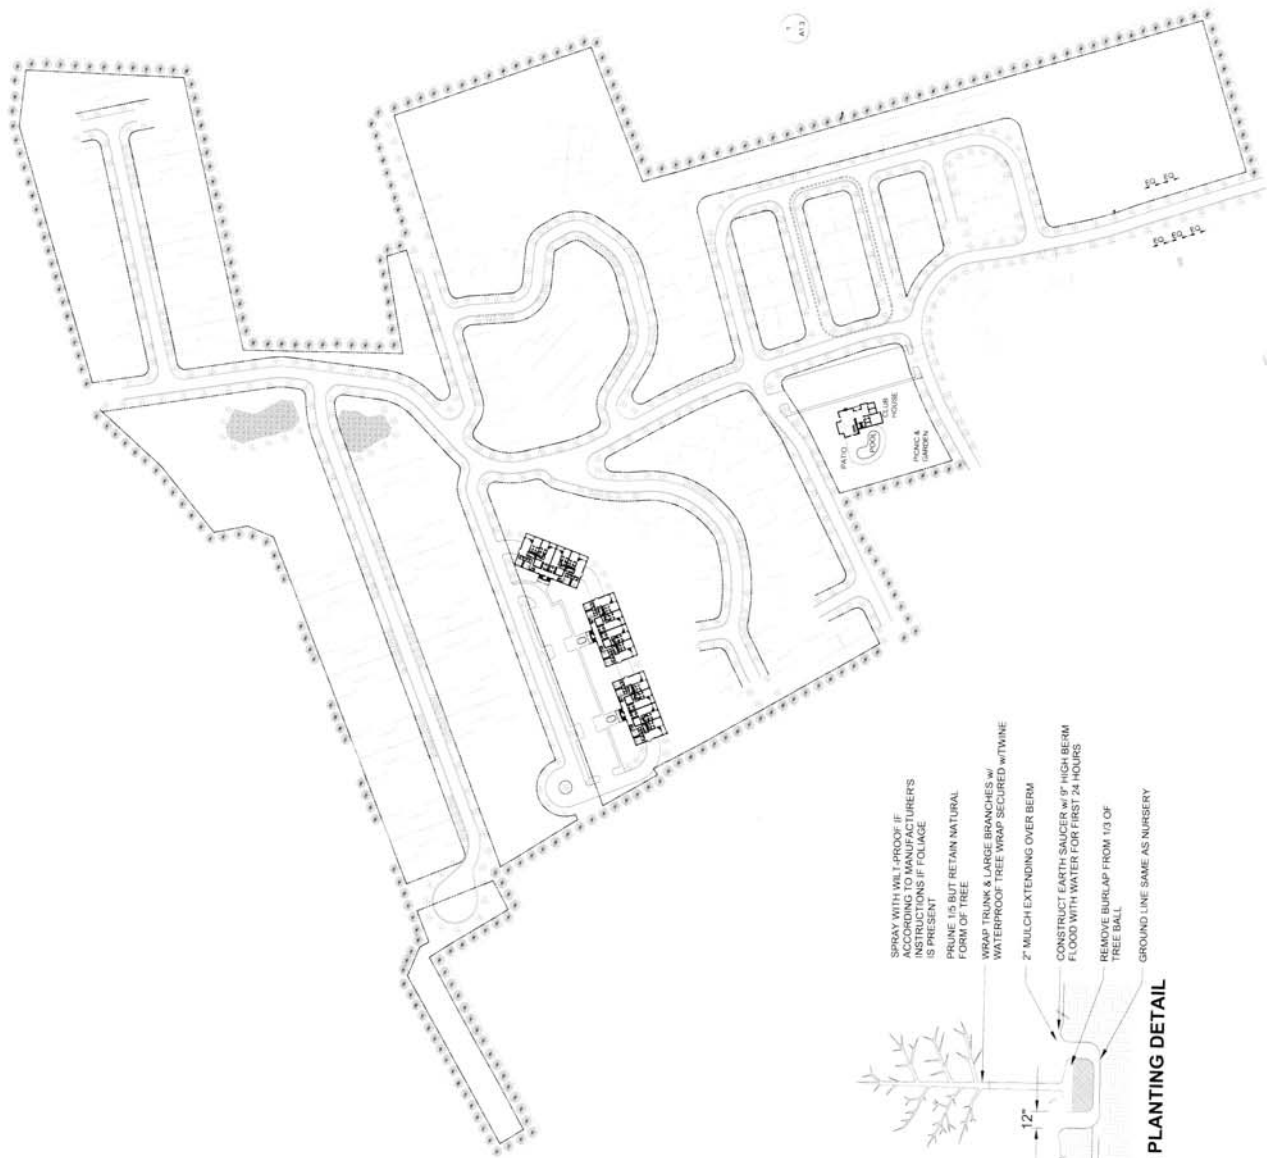 1
A13
PATIO
POOL
CLUB
HOUSE
PICNIC &
GARDEN
SPRAY WITH WILT-PROOF IF
ACCORDING TO MANUFACTURER'S
INSTRUCTIONS IF FOLIAGE
IS PRESENT
PRUNE 1/5 BUT RETAIN NATURAL
FORM OF TREE
WRAP TRUNK & LARGE BRANCHES w/
WATERPROOF TREE WRAP SECURED w/TWINE
2" MULCH EXTENDING OVER BERM
CONSTRUCT EARTH SAUCER w/ 9" HIGH BERM
FLOOD WITH WATER FOR FIRST 24 HOURS
REMOVE BURLAP FROM 1/3 OF
TREE BALL
GROUND LINE SAME AS NURSERY
12"
PLANTING DETAIL